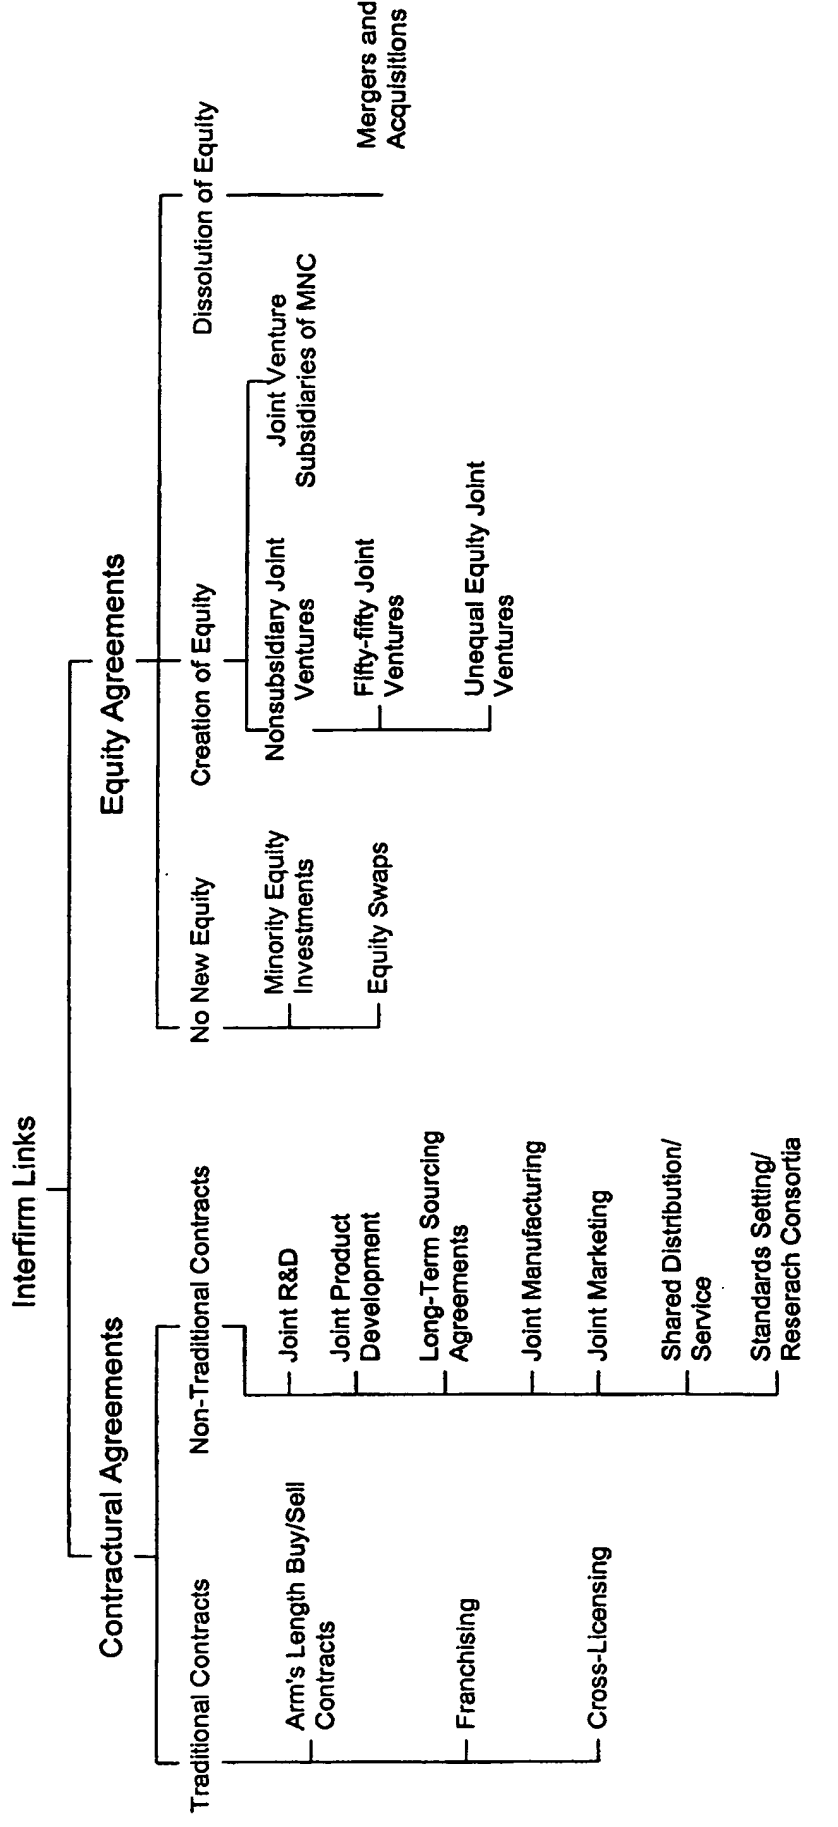 Interfirm Links
Contractural Agreements
Equity Agreements
Traditional Contracts
Non-Traditional Contracts
No New Equity
Creation of Equity
Dissolution of Equity
Arm's Length Buy/Sell
Contracts
Franchising
Cross-Licensing
Joint R&D
Joint Product
Development
Long-Term Sourcing
Agreements
Joint Manufacturing
Joint Marketing
Shared Distribution/
Service
Standards Setting/
Reserach Consortia
Minority Equity
Investments
Equity Swaps
Nonsubsidiary Joint
Ventures
Fifty-fifty Joint
Ventures
Unequal Equity Joint
Ventures
Joint Venture
Subsidiaries of MNC
Mergers and
Acquisitions